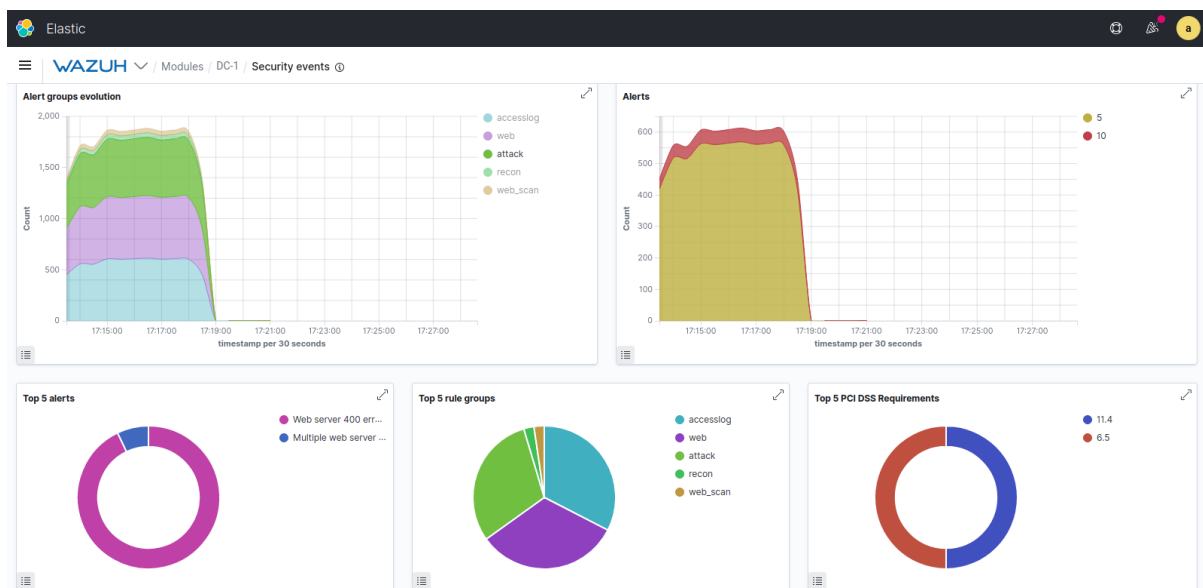 Elastic
a
WAZUH / Modules / DC-1 / Security events
Alert groups evolution
2,000
1,500
1,000
500
0
Count
17:15:00 17:17:00 17:19:00 17:21:00 17:23:00 17:25:00 17:27:00
timestamp per 30 seconds
accesslog
web
attack
recon
web_scan
Alerts
600
500
400
300
200
100
0
Count
17:15:00 17:17:00 17:19:00 17:21:00 17:23:00 17:25:00 17:27:00
timestamp per 30 seconds
5
10
Top 5 alerts
Web server 400 err...
Multiple web server ...
Top 5 rule groups
accesslog
web
attack
recon
web_scan
Top 5 PCI DSS Requirements
11.4
6.5